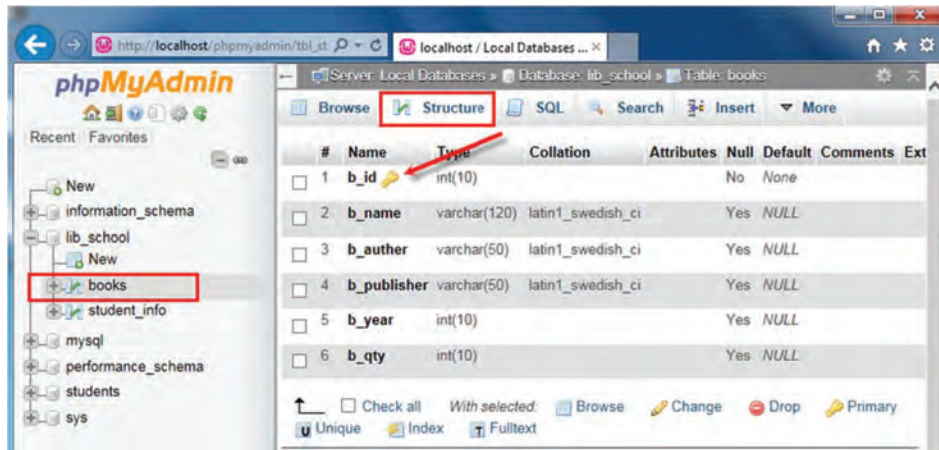 http://localhost/phpmyadmin/tbl_st
localhost / Local Databases ...
phpMyAdmin
Recent Favorites
New
information_schema
lib_school
New
books
student_info
mysql
performance_schema
students
sys
Server: Local Databases » Database: lib_school » Table: books
Browse Structure SQL Search Insert More
# Name Type Collation Attributes Null Default Comments Ext
1 b_id int(10) No None
2 b_name varchar(120) latin1_swedish_ci Yes NULL
3 b_auther varchar(50) latin1_swedish_ci Yes NULL
4 b_publisher varchar(50) latin1_swedish_ci Yes NULL
5 b_year int(10) Yes NULL
6 b_qty int(10) Yes NULL
Check all With selected: Browse Change Drop Primary
Unique Index Fulltext